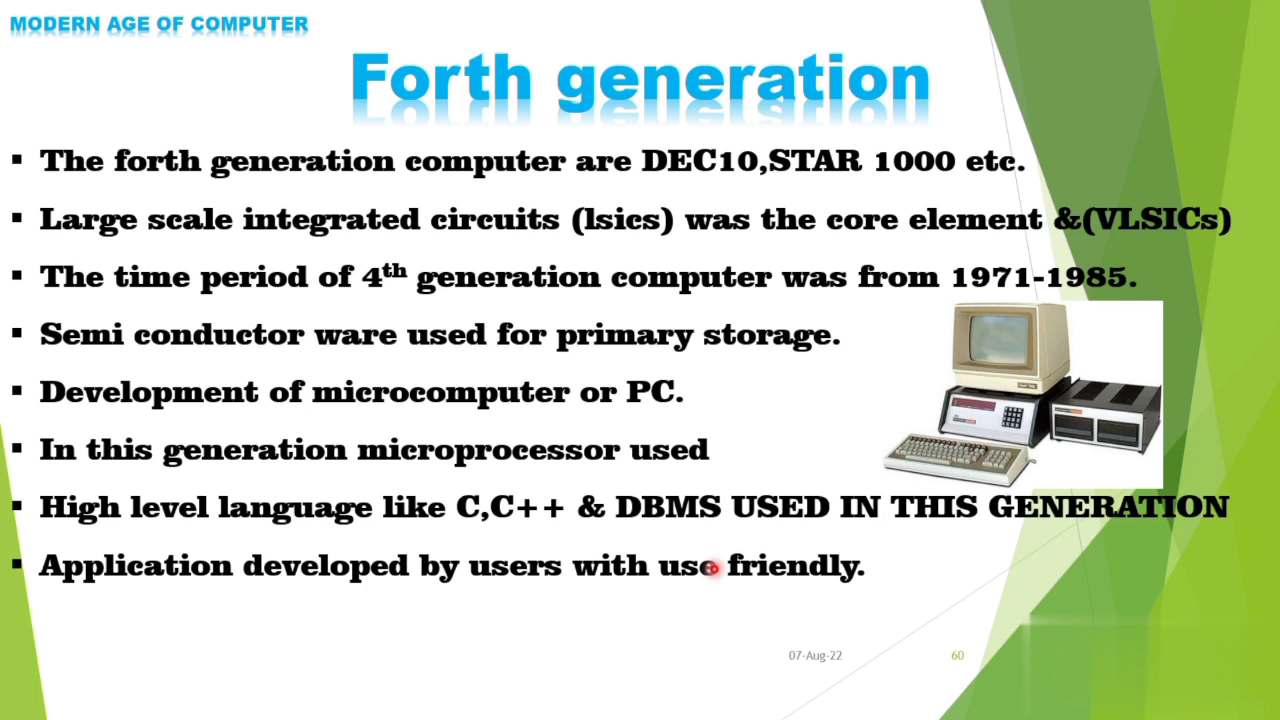 MODERN AGE OF COMPUTER
Forth generation
▪ The forth generation computer are DEC10,STAR 1000 etc.
▪ Large scale integrated circuits (lsics) was the core element &(VLSICs)
▪ The time period of 4th generation computer was from 1971-1985.
▪ Semi conductor ware used for primary storage.
▪ Development of microcomputer or PC.
▪ In this generation microprocessor used
▪ High level language like C,C++ & DBMS USED IN THIS GENERATION
▪ Application developed by users with use friendly.
07-Aug-22
60